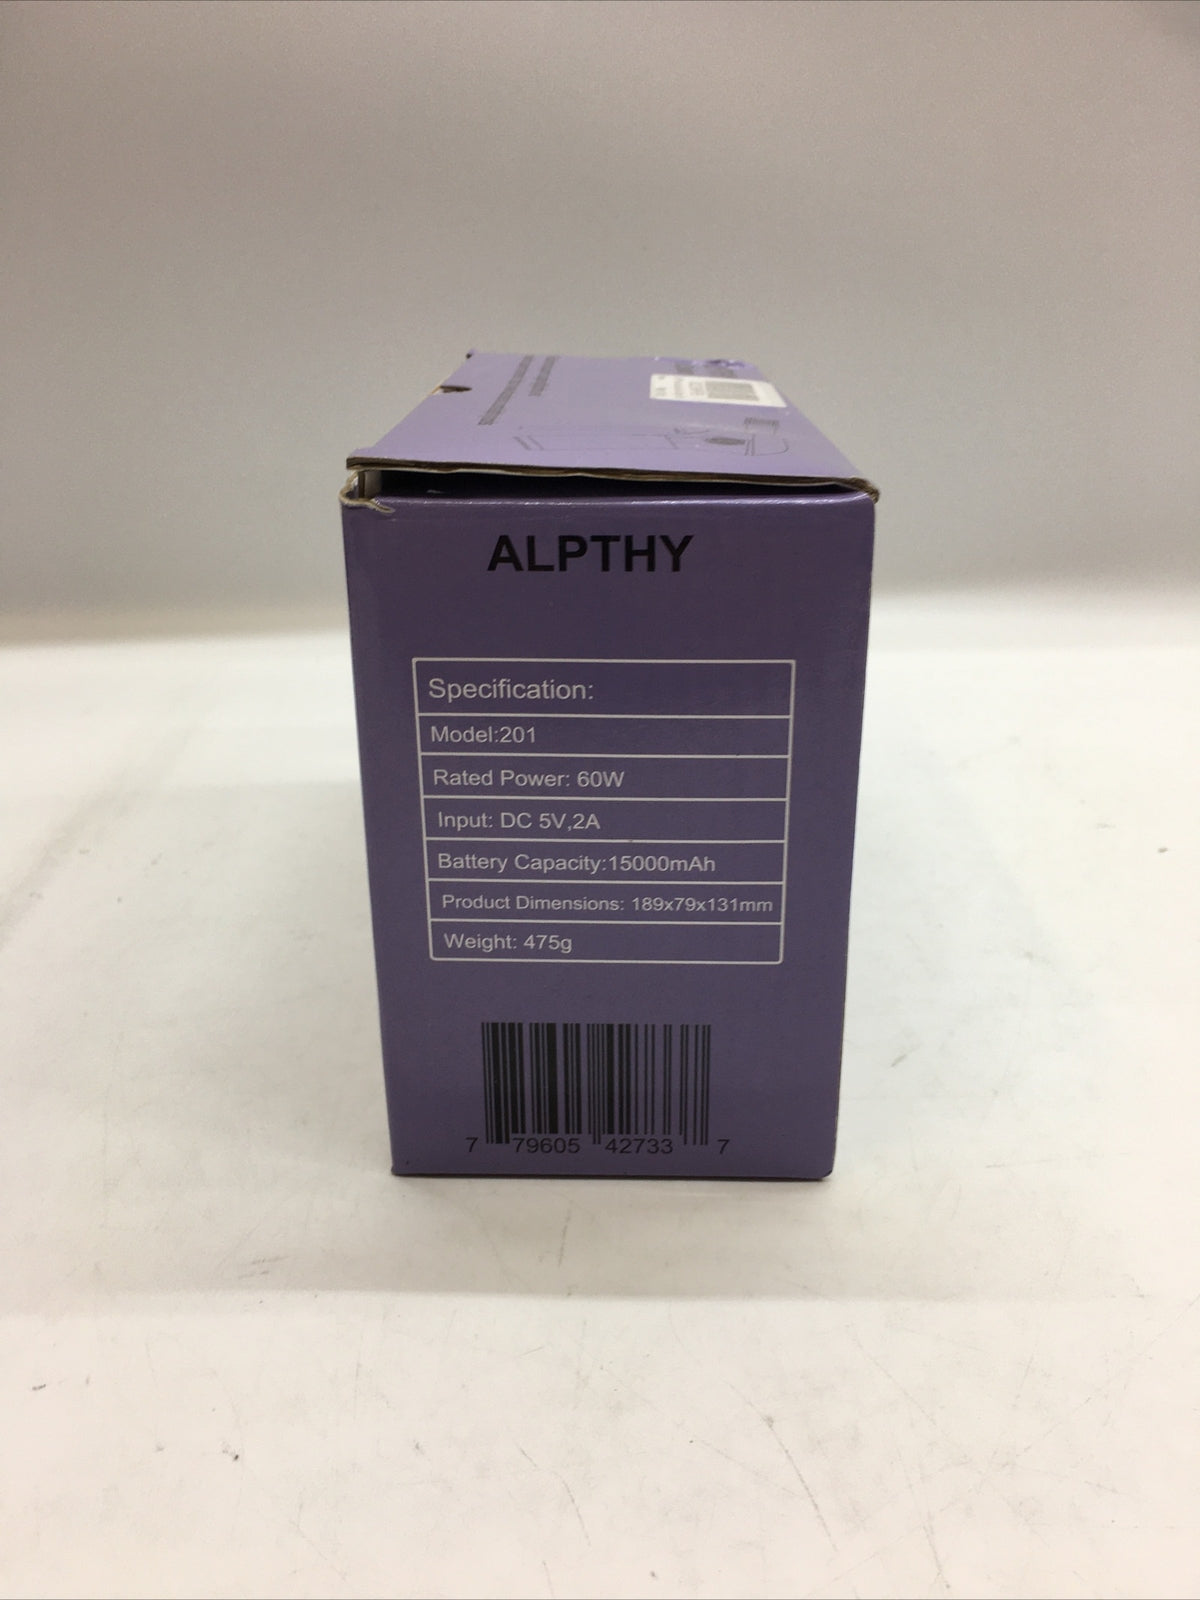 ALPTHY
Specification:
Model:201
Rated Power: 60W
Input: DC 5V,2A
Battery Capacity:15000mAh
Product Dimensions: 189x79x131mm
Weight: 475g
7 79605 42733 7